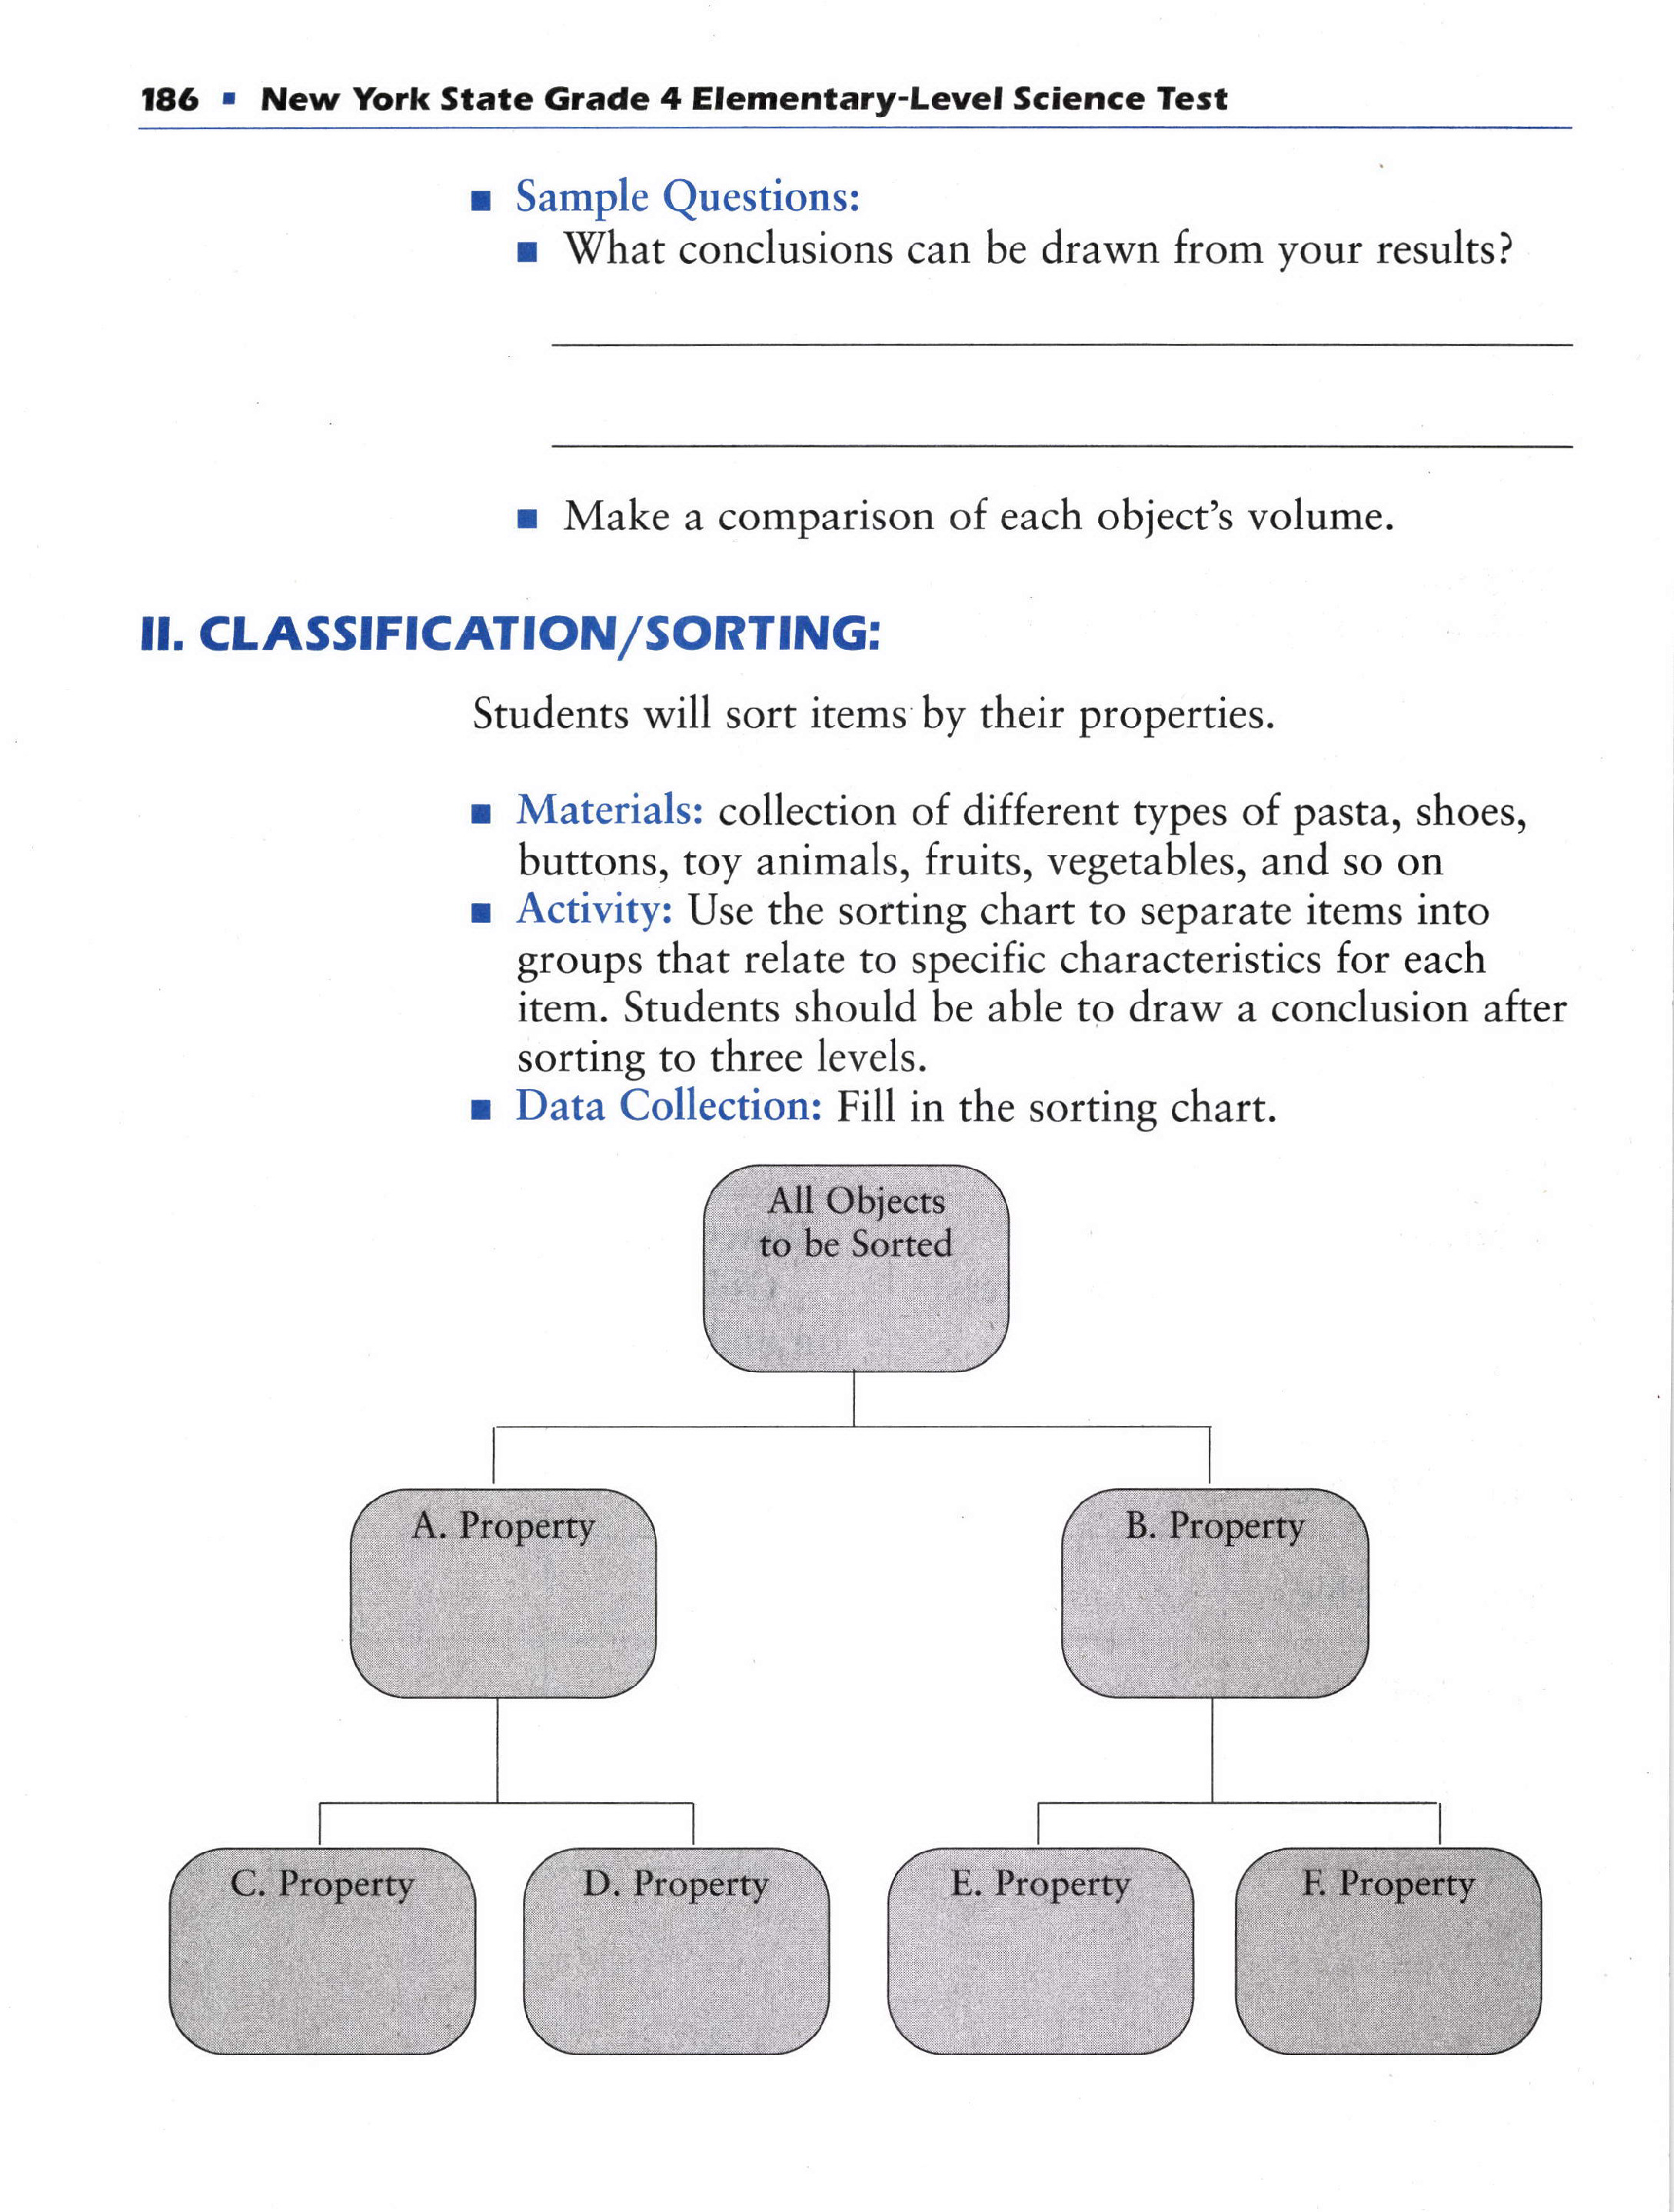 186 ▪ New York State Grade 4 Elementary-Level Science Test
▪ Sample Questions:
▪ What conclusions can be drawn from your results?
▪ Make a comparison of each object's volume.
II. CLASSIFICATION/SORTING:
Students will sort items by their properties.
▪ Materials: collection of different types of pasta, shoes,
buttons, toy animals, fruits, vegetables, and so on
▪ Activity: Use the sorting chart to separate items into
groups that relate to specific characteristics for each
item. Students should be able to draw a conclusion after
sorting to three levels.
▪ Data Collection: Fill in the sorting chart.
All Objects
to be Sorted
A. Property
B. Property
C. Property
D. Property
E. Property
F. Property